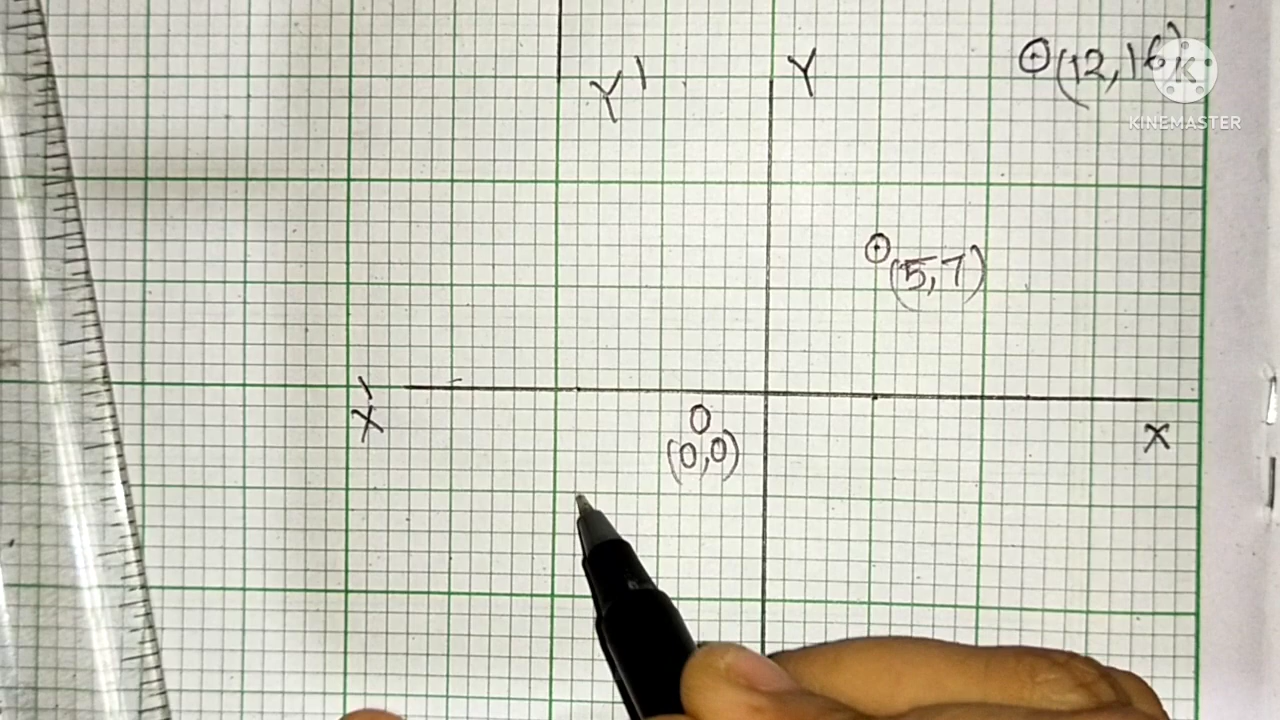 Y'
Y
(12,16)
K
KINEMASTER
(5,7)
X'
O
(0,0)
X